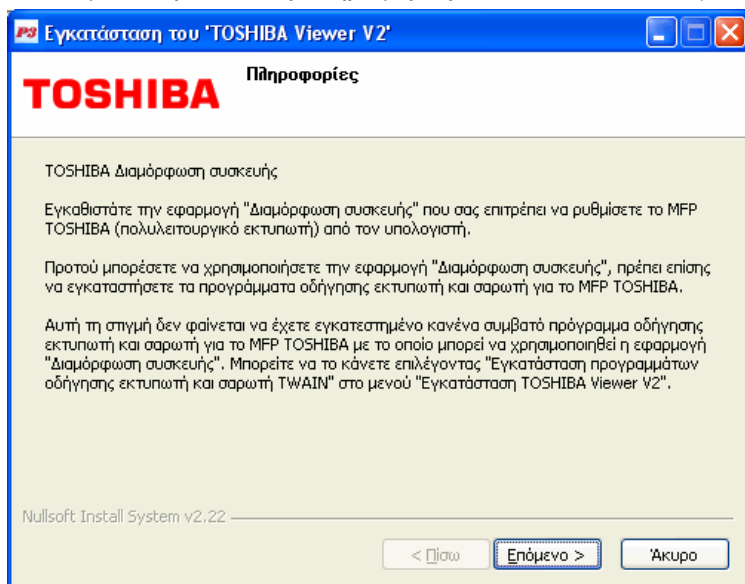 Εγκατάσταση του 'TOSHIBA Viewer V2'
Πληροφορίες
TOSHIBA
TOSHIBA Διαμόρφωση συσκευής
Εγκαθιστάτε την εφαρμογή "Διαμόρφωση συσκευής" που σας επιτρέπει να ρυθμίσετε το MFP
TOSHIBA (πολυλειτουργικό εκτυπωτή) από τον υπολογιστή.
Προτού μπορέσετε να χρησιμοποιήσετε την εφαρμογή "Διαμόρφωση συσκευής", πρέπει επίσης
να εγκαταστήσετε τα προγράμματα οδήγησης εκτυπωτή και σαρωτή για το MFP TOSHIBA.
Αυτή τη στιγμή δεν φαίνεται να έχετε εγκατεστημένο κανένα συμβατό πρόγραμμα οδήγησης
εκτυπωτή και σαρωτή για το MFP TOSHIBA με το οποίο μπορεί να χρησιμοποιηθεί η εφαρμογή
"Διαμόρφωση συσκευής". Μπορείτε να το κάνετε επιλέγοντας "Εγκατάσταση προγραμμάτων
οδήγησης εκτυπωτή και σαρωτή TWAIN" στο μενού "Εγκατάσταση TOSHIBA Viewer V2".
Nullsoft Install System v2.22
< Πίσω Επόμενο > Άκυρο